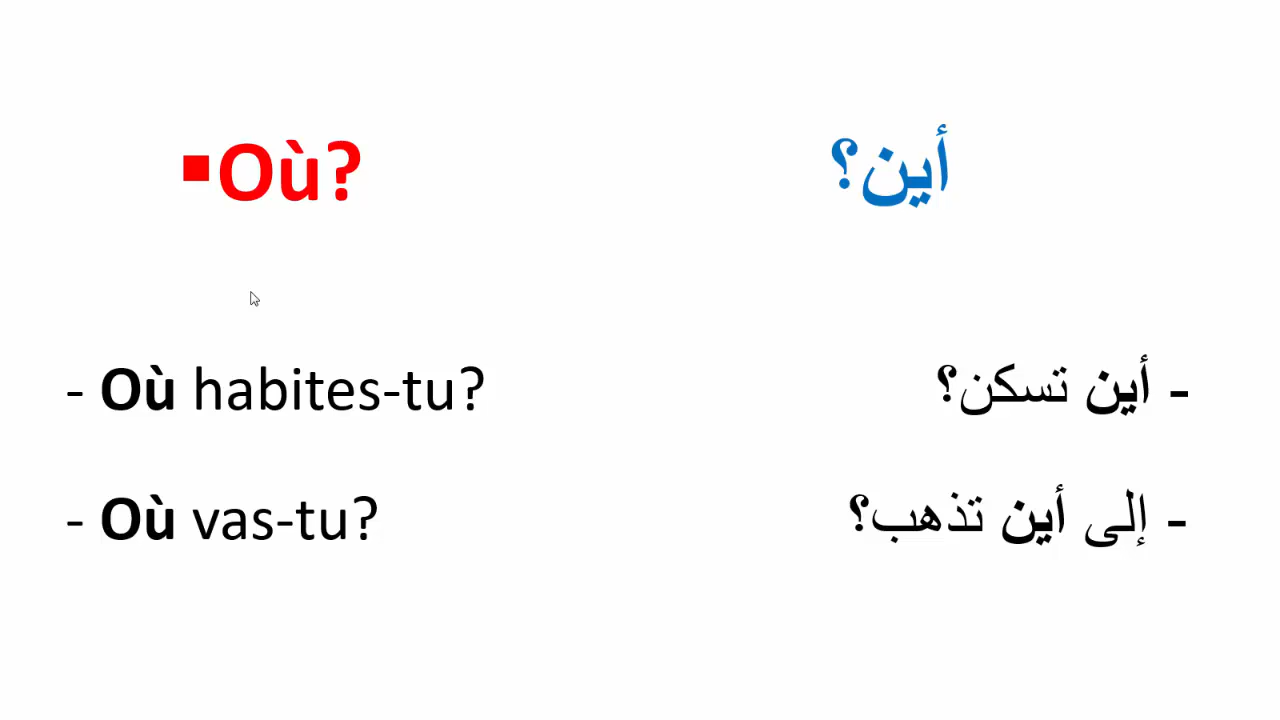 ▪Où?
أين؟
- Où habites-tu?
- أين تسكن؟
- Où vas-tu?
- إلى أين تذهب؟